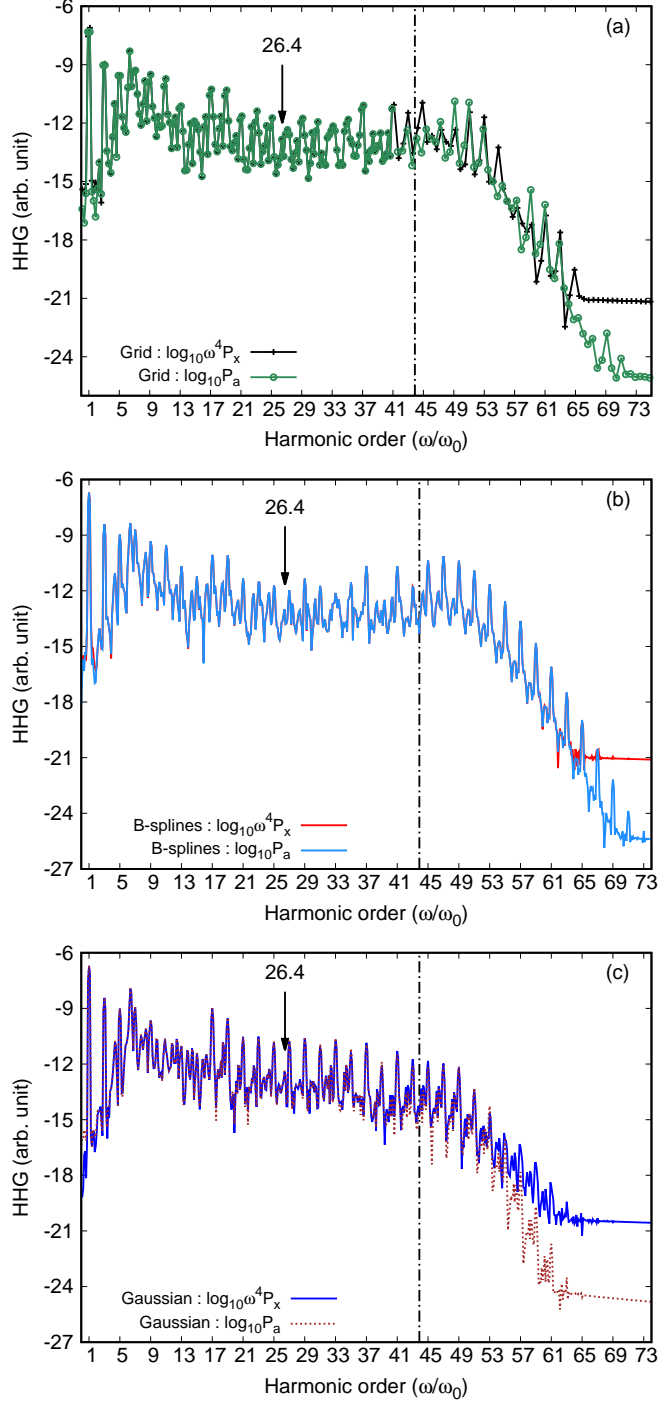 (a)
26.4
-6
-9
-12
-15
-18
-21
-24
HHG (arb. unit)
Grid : log₁₀ω⁴Pₓ
Grid : log₁₀Pₐ
1 5 9 13 17 21 25 29 33 37 41 45 49 53 57 61 65 69 73
Harmonic order (ω/ω₀)
(b)
26.4
-6
-9
-12
-15
-18
-21
-24
-27
HHG (arb. unit)
B-splines : log₁₀ω⁴Pₓ
B-splines : log₁₀Pₐ
1 5 9 13 17 21 25 29 33 37 41 45 49 53 57 61 65 69 73
Harmonic order (ω/ω₀)
(c)
26.4
-6
-9
-12
-15
-18
-21
-24
-27
HHG (arb. unit)
Gaussian : log₁₀ω⁴Pₓ
Gaussian : log₁₀Pₐ
1 5 9 13 17 21 25 29 33 37 41 45 49 53 57 61 65 69 73
Harmonic order (ω/ω₀)